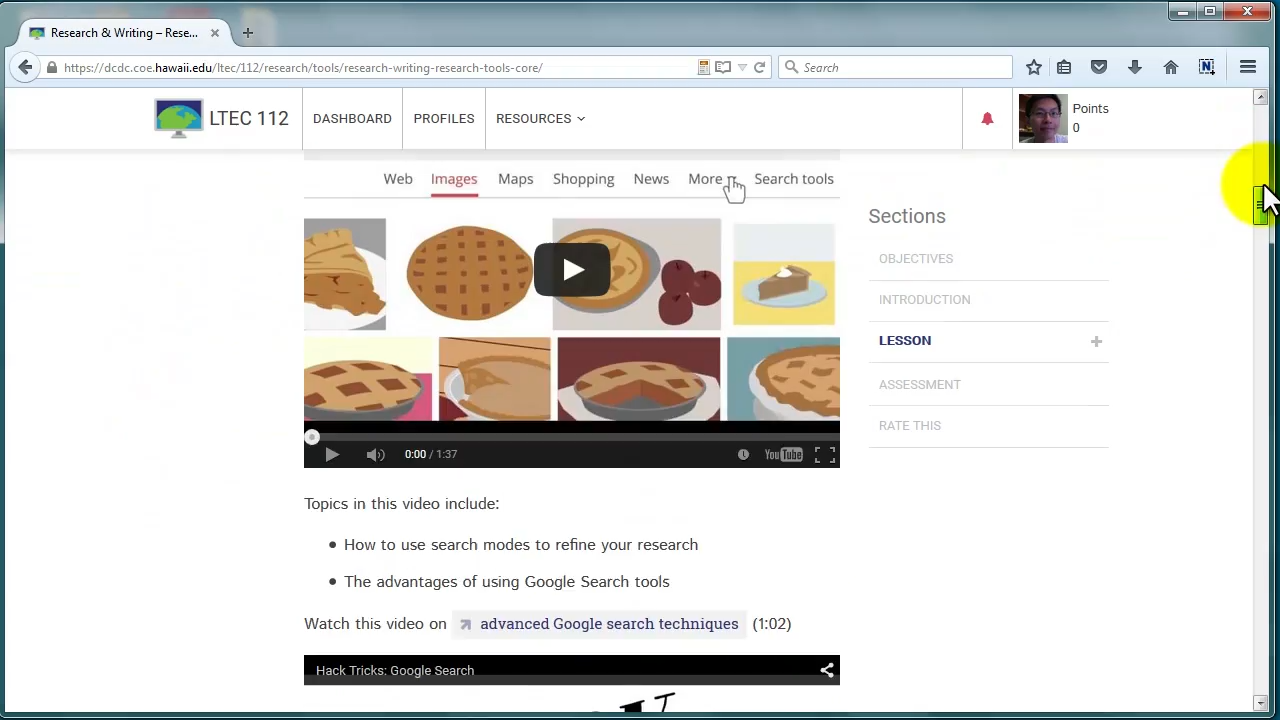 Research & Writing – Rese...
https://dcdc.coe.hawaii.edu/ltec/112/research/tools/research-writing-research-tools-core/
Search
LTEC 112
DASHBOARD
PROFILES
RESOURCES
Points
0
Web
Images
Maps
Shopping
News
More
Search tools
0:00 / 1:37
YouTube
Topics in this video include:
• How to use search modes to refine your research
• The advantages of using Google Search tools
Watch this video on advanced Google search techniques (1:02)
Hack Tricks: Google Search
Sections
OBJECTIVES
INTRODUCTION
LESSON
ASSESSMENT
RATE THIS